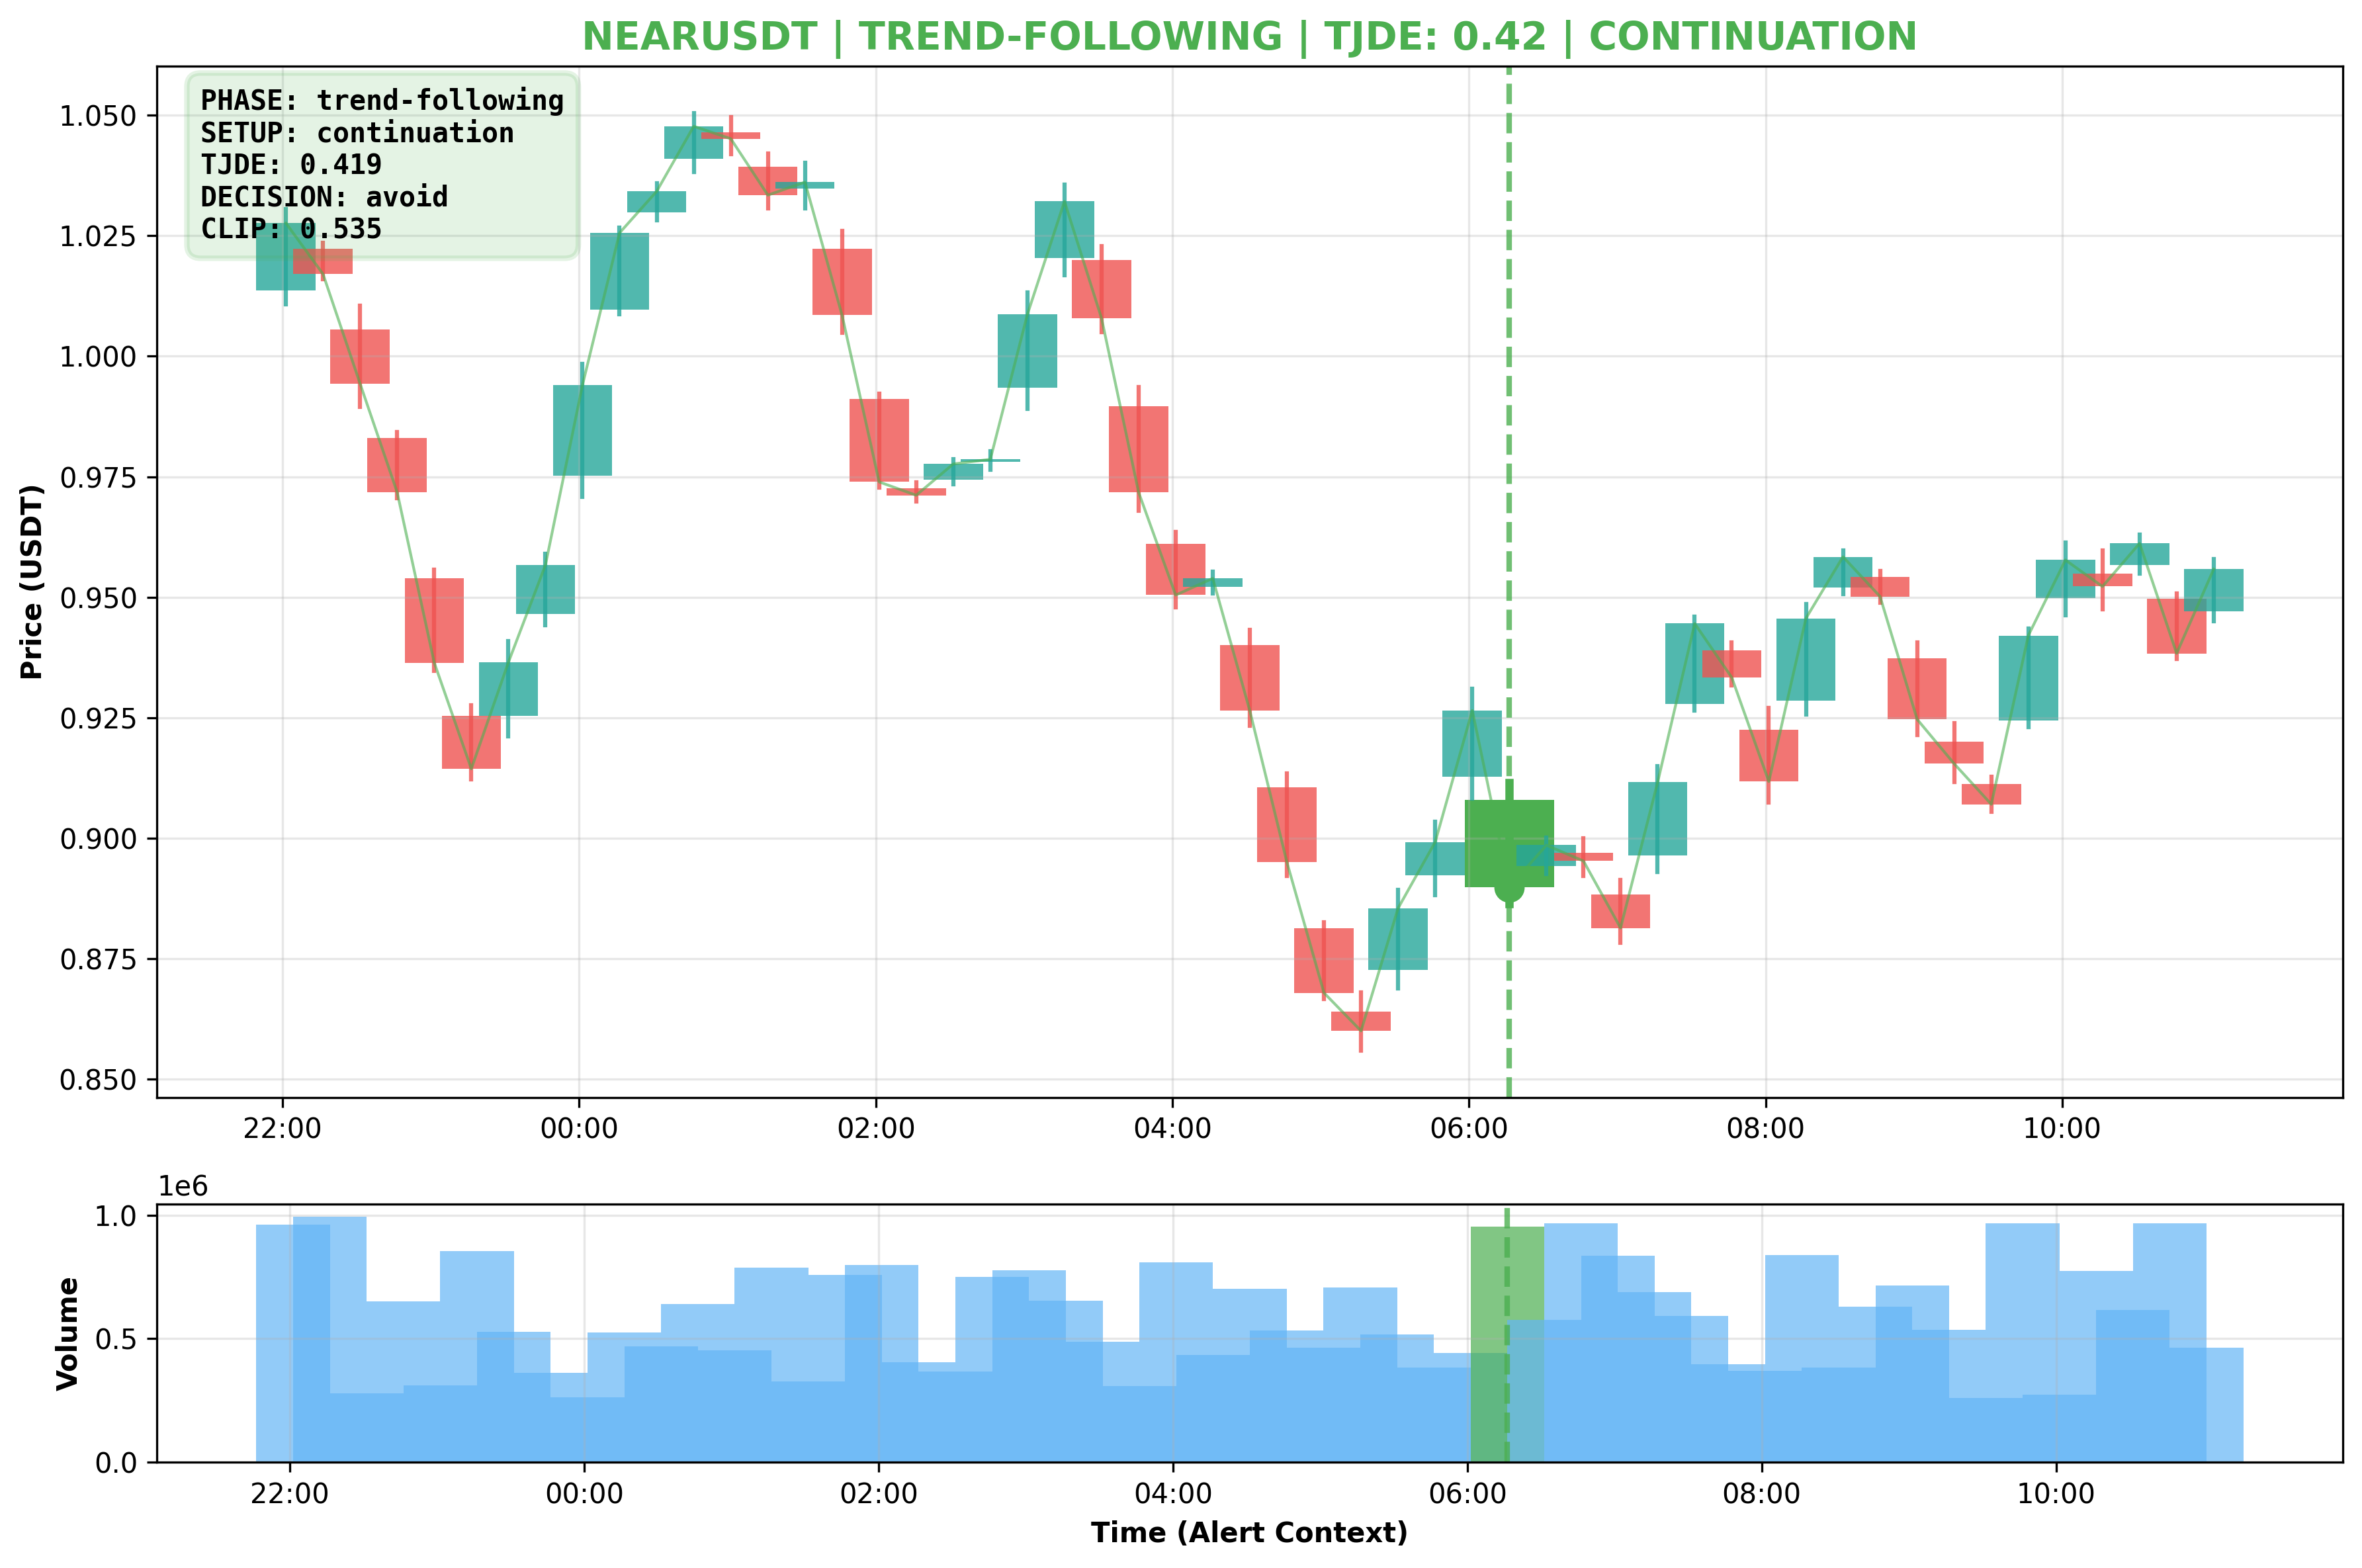 NEARUSDT | TREND-FOLLOWING | TJDE: 0.42 | CONTINUATION
PHASE: trend-following
SETUP: continuation
TJDE: 0.419
DECISION: avoid
CLIP: 0.535
Price (USDT)
1.050
1.025
1.000
0.975
0.950
0.925
0.900
0.875
0.850
22:00 00:00 02:00 04:00 06:00 08:00 10:00
1e6
Volume
1.0
0.5
0.0
22:00 00:00 02:00 04:00 06:00 08:00 10:00
Time (Alert Context)